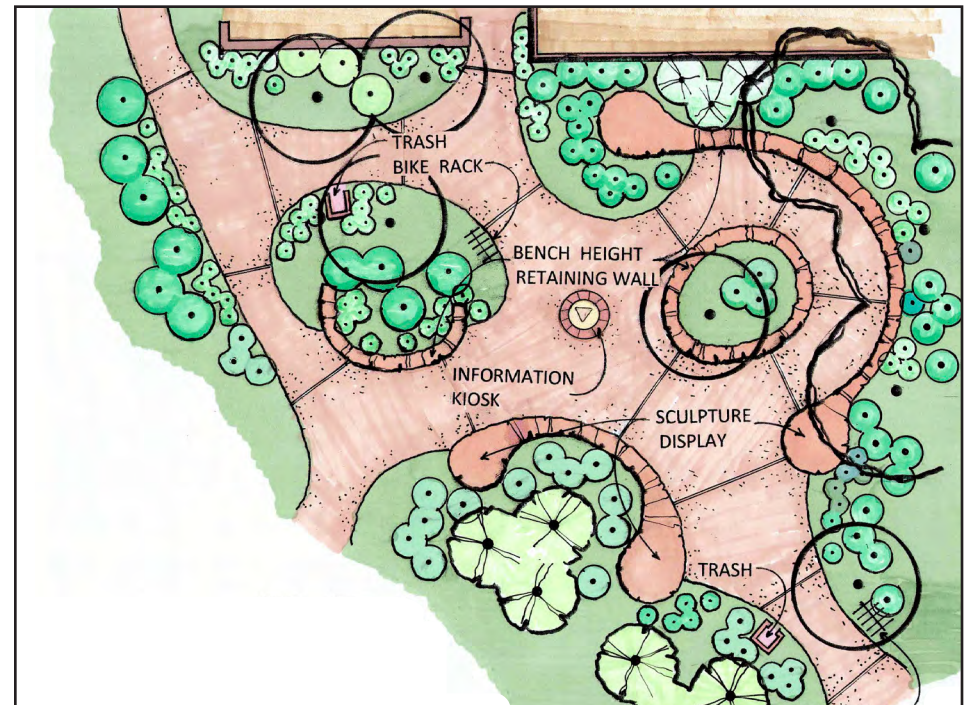 TRASH
BIKE RACK
BENCH HEIGHT
RETAINING WALL
INFORMATION
KIOSK
SCULPTURE
DISPLAY
TRASH